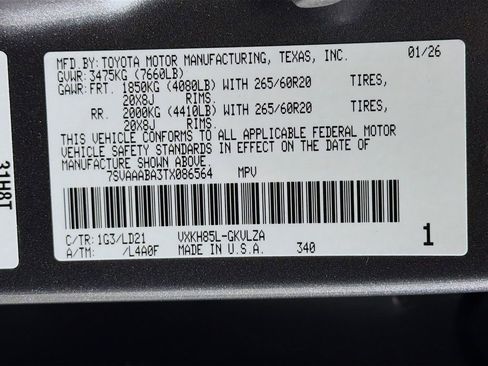 MFD.BY:TOYOTA MOTOR MANUFACTURING, TEXAS, INC. 01/26
GVWR: 3475KG (7660LB)
GAWR: FRT. 1850KG (4080LB) WITH 265/60R20 TIRES,
20X8J RIMS,
RR. 2000KG (4410LB) WITH 265/60R20 TIRES,
20X8J RIMS.
THIS VEHICLE CONFORMS TO ALL APPLICABLE FEDERAL MOTOR
VEHICLE SAFETY STANDARDS IN EFFECT ON THE DATE OF
MANUFACTURE SHOWN ABOVE.
7SVAAABA3TX086564 MPV
C/TR:1G3/LD21 VXKH85L-GKVLZA
A/TM: /L4A0F MADE IN U.S.A. 340 1
31H8T